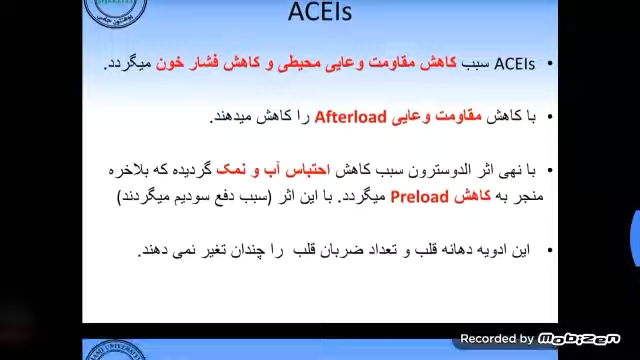 ACEIs
• ACEIs سبب کاهش مقاومت وعایی محیطی و کاهش فشار خون میگردد.
• با کاهش مقاومت وعایی Afterload را کاهش میدهند.
• با نهی اثر الدوسترون سبب کاهش احتباس آب و نمک گردیده که بلاخره
منجر به کاهش Preload میگردد. با این اثر (سبب دفع سودیم میگردند)
• این ادویه دهانه قلب و تعداد ضربان قلب را چندان تغیر نمی دهند.
Recorded by Mobizen